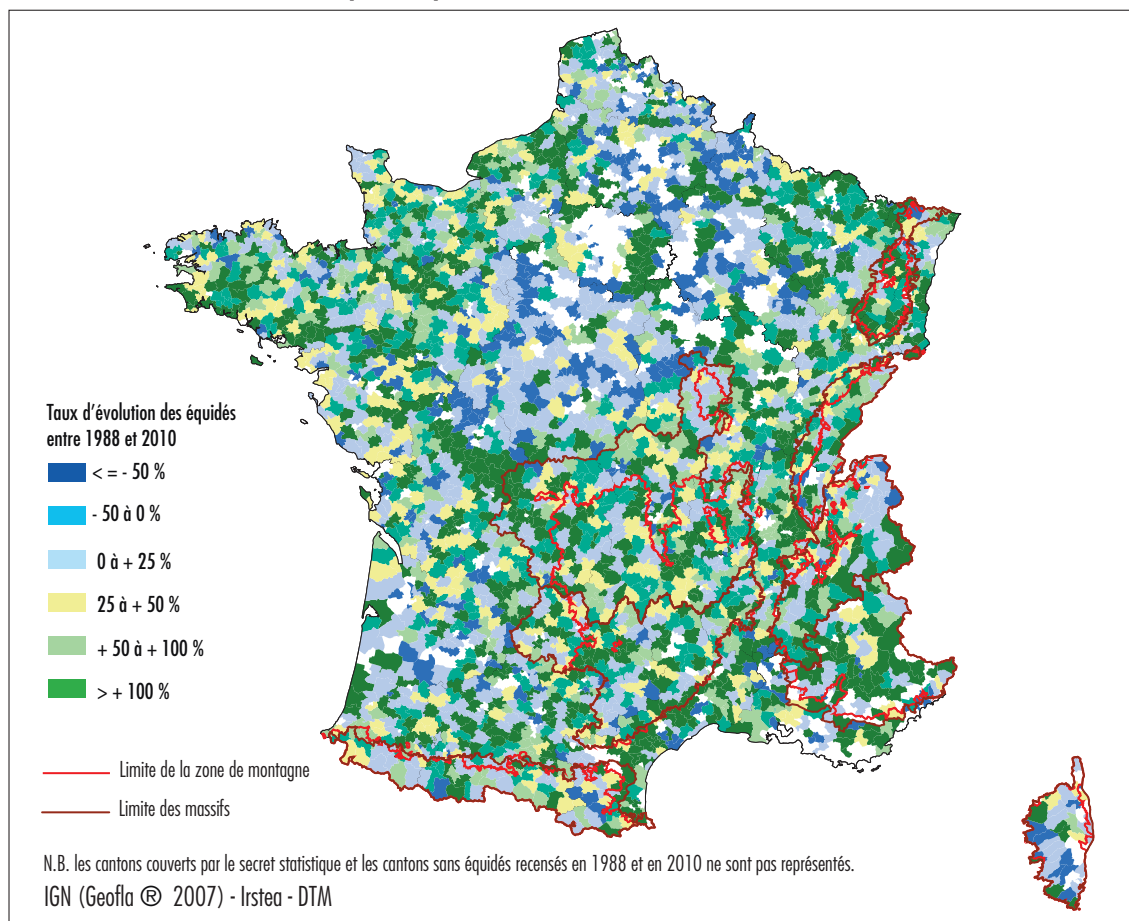 Taux d'évolution des équidés
entre 1988 et 2010
< = - 50 %
- 50 à 0 %
0 à + 25 %
25 à + 50 %
+ 50 à + 100 %
> + 100 %
Limite de la zone de montagne
Limite des massifs
N.B. les cantons couverts par le secret statistique et les cantons sans équidés recensés en 1988 et en 2010 ne sont pas représentés.
IGN (Geofla ® 2007) - Irstea - DTM